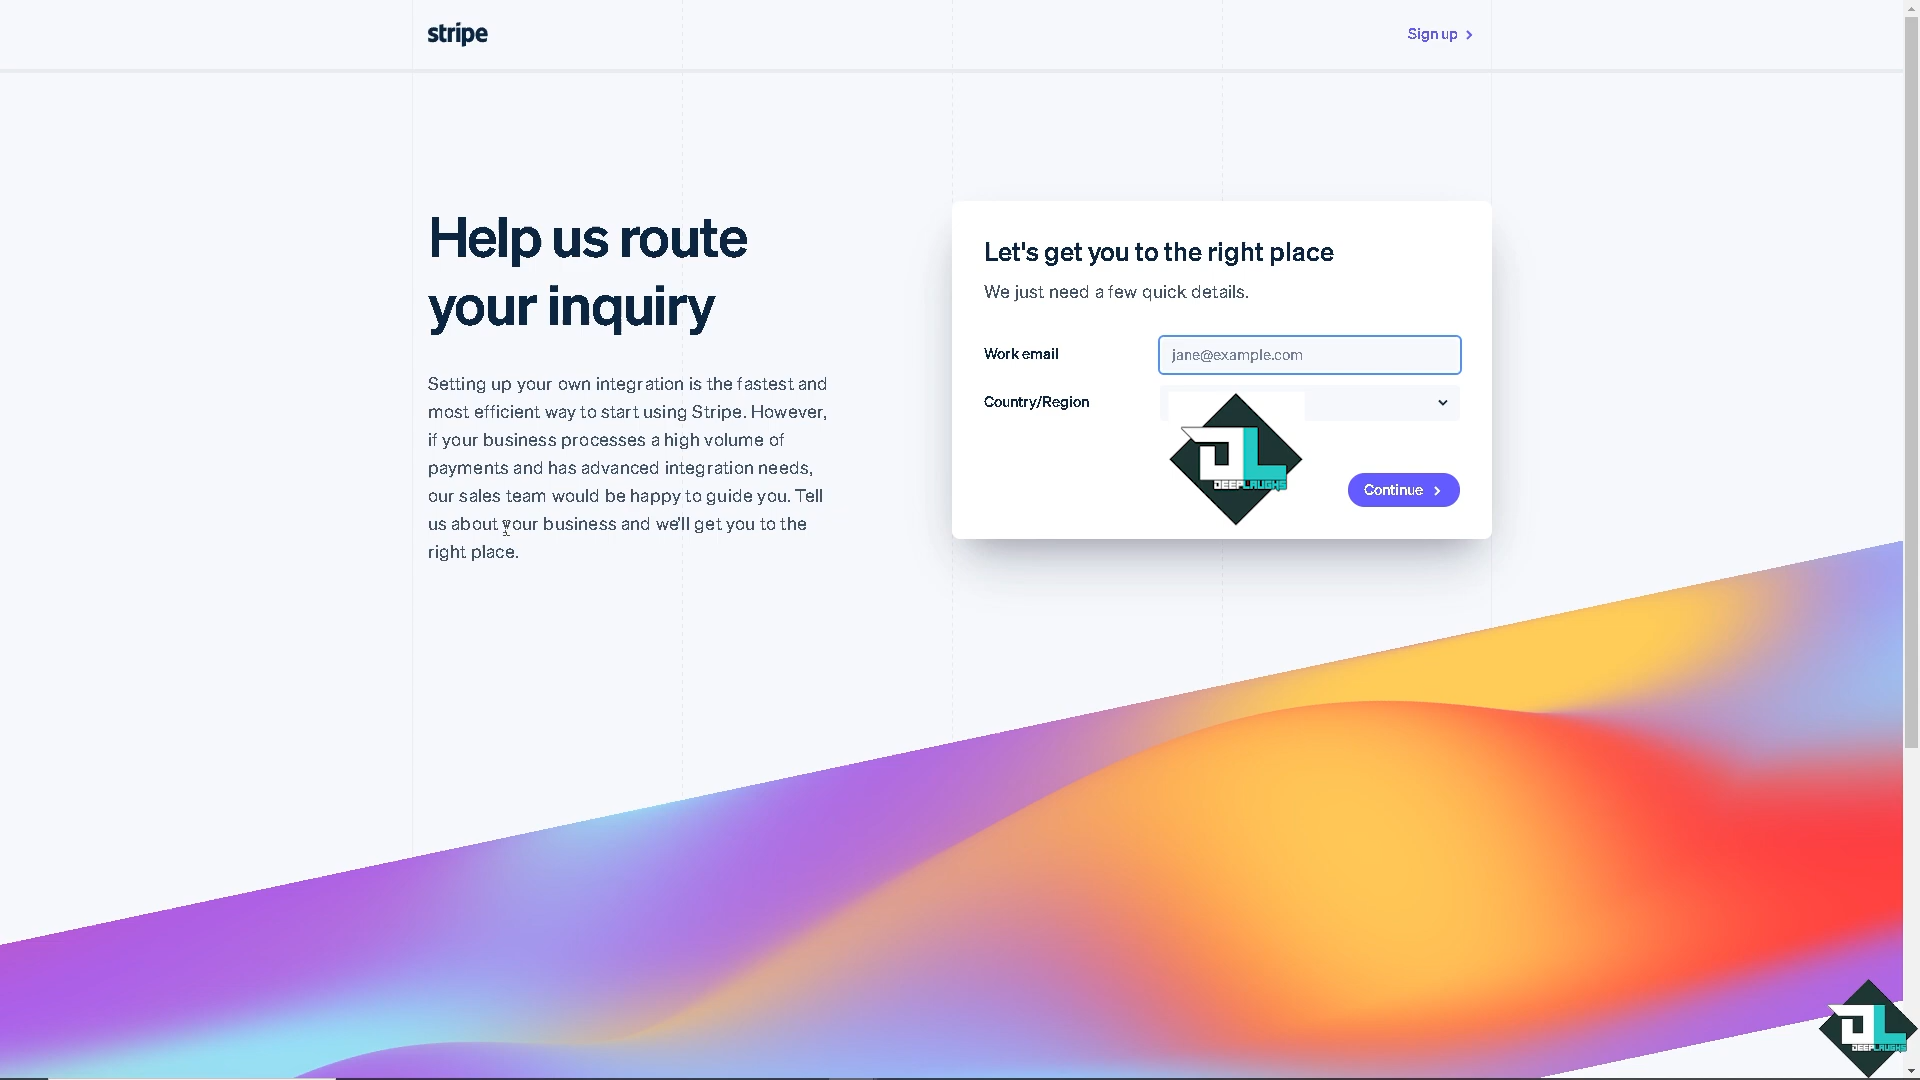 stripe
Sign up
Help us route
your inquiry
Setting up your own integration is the fastest and
most efficient way to start using Stripe. However,
if your business processes a high volume of
payments and has advanced integration needs,
our sales team would be happy to guide you. Tell
us about your business and we'll get you to the
right place.
Let's get you to the right place
We just need a few quick details.
Work email
jane@example.com
Country/Region
DEEPLAUGHS
Continue
DEEPLAUGHS